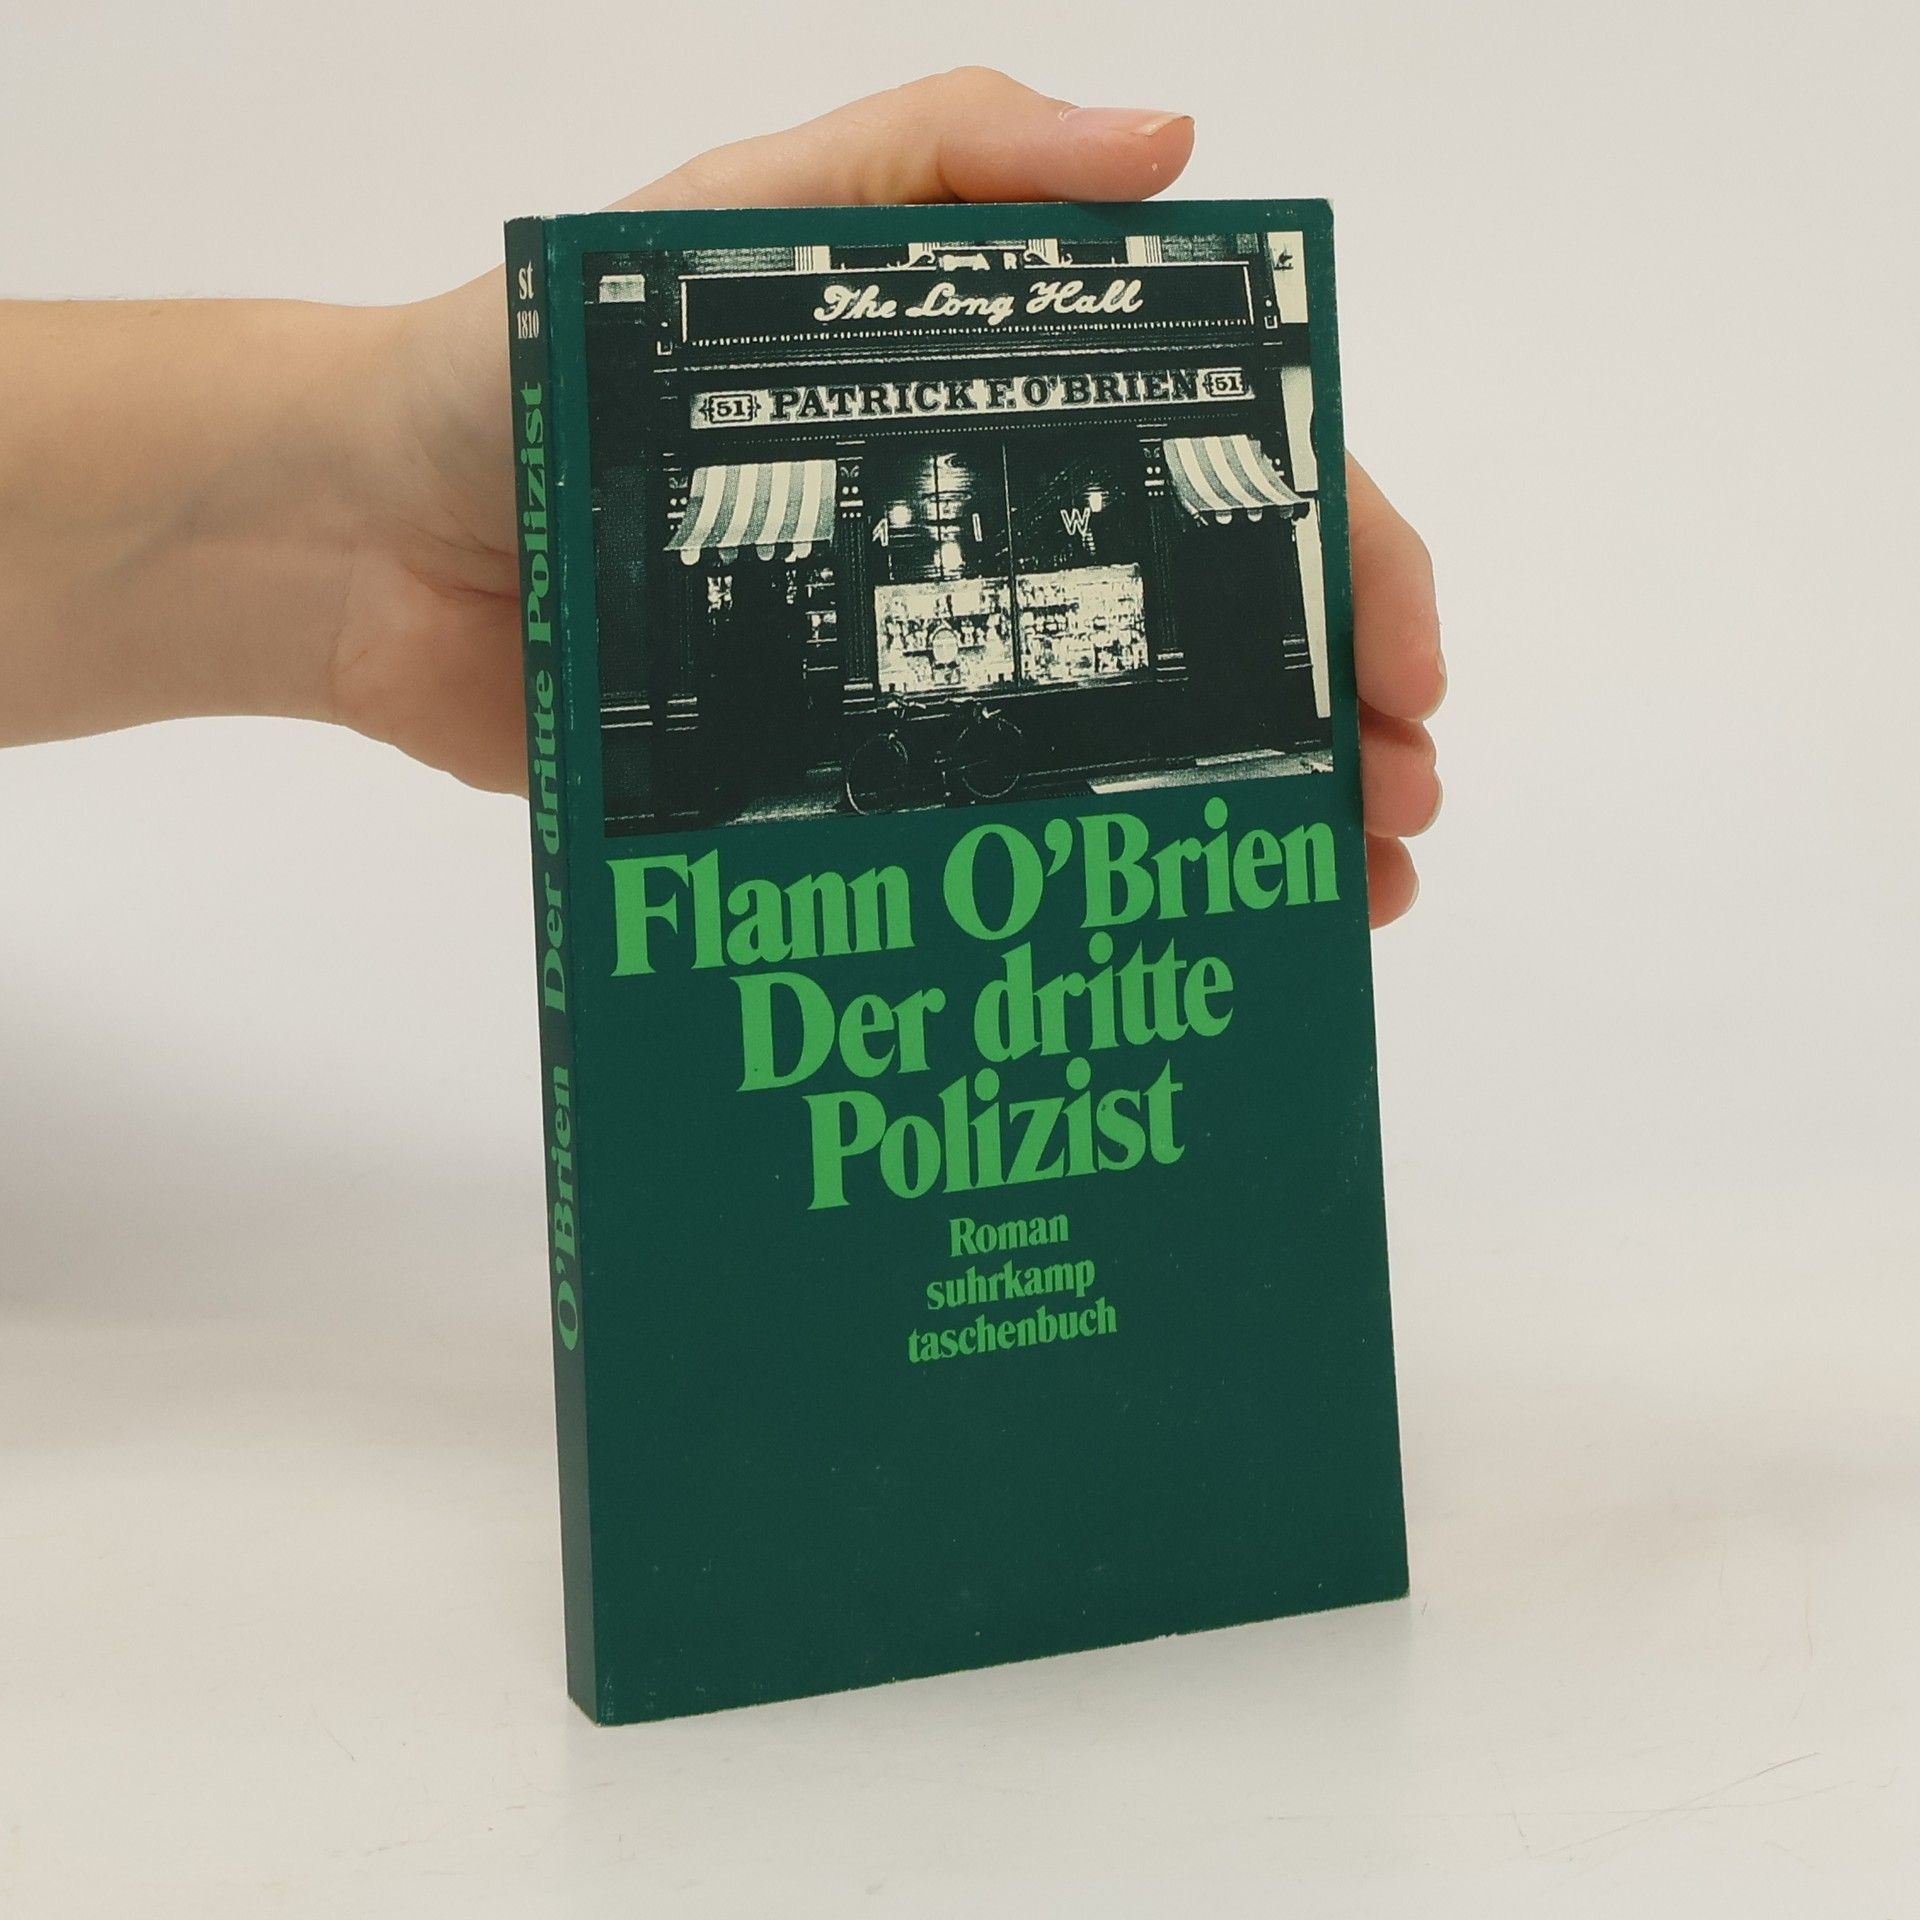 st
1810
O'Brien Der dritte Polizist
BAR
The Long Hall
51 PATRICK F. O'BRIEN 51
W
Flann O'Brien
Der dritte
Polizist
Roman
suhrkamp
taschenbuch